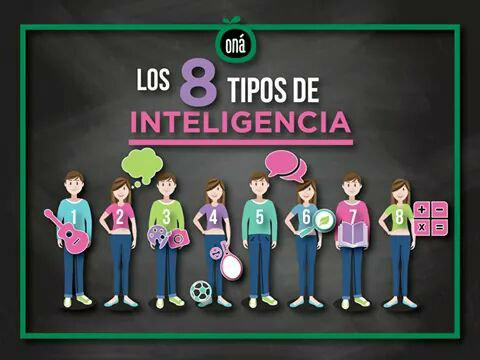 oná
LOS 8 TIPOS DE
INTELIGENCIA
1 2 3 4 5 6 7 8
+ -
× =